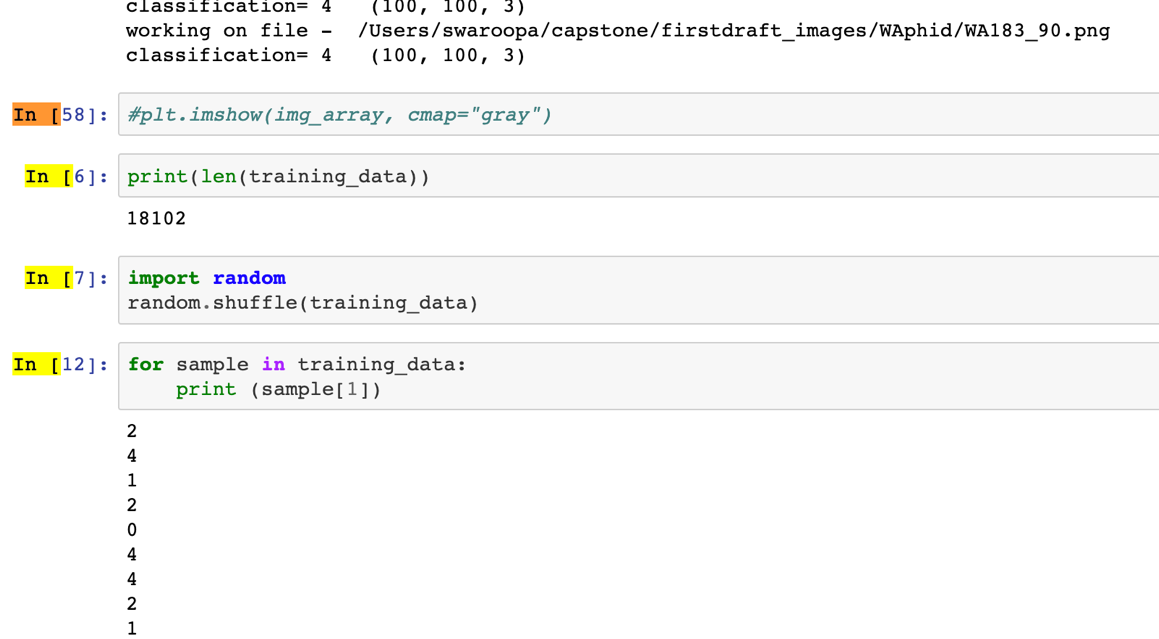 classification= 4   (100, 100, 3)
working on file -  /Users/swaroopa/capstone/firstdraft_images/WAphid/WA183_90.png
classification= 4   (100, 100, 3)
In [58]: #plt.imshow(img_array, cmap="gray")
In [6]: print(len(training_data))
18102
In [7]: import random
random.shuffle(training_data)
In [12]: for sample in training_data:
    print (sample[1])
2
4
1
2
0
4
4
2
1